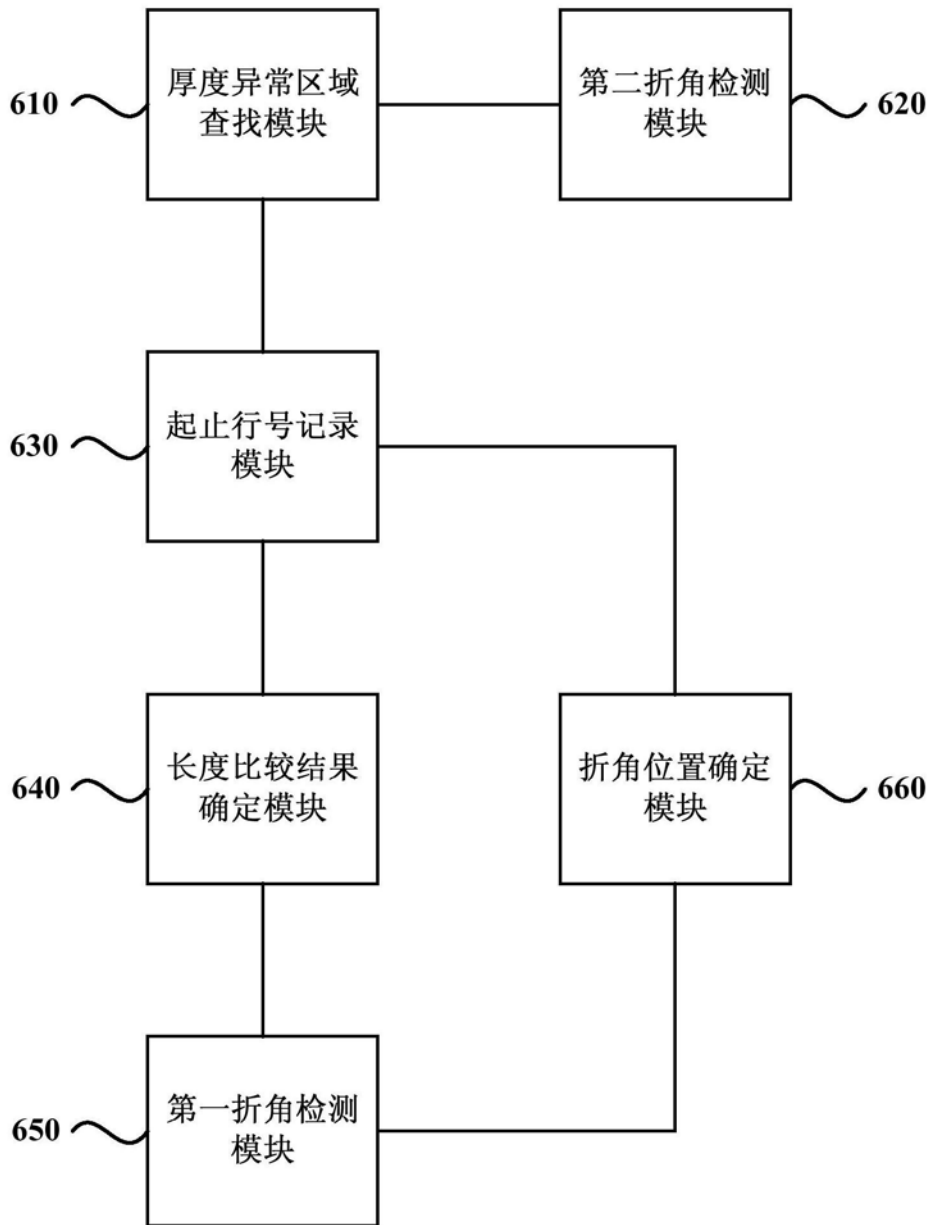 610
厚度异常区域
查找模块
第二折角检测
模块
620
630
起止行号记录
模块
640
长度比较结果
确定模块
折角位置确定
模块
660
650
第一折角检测
模块